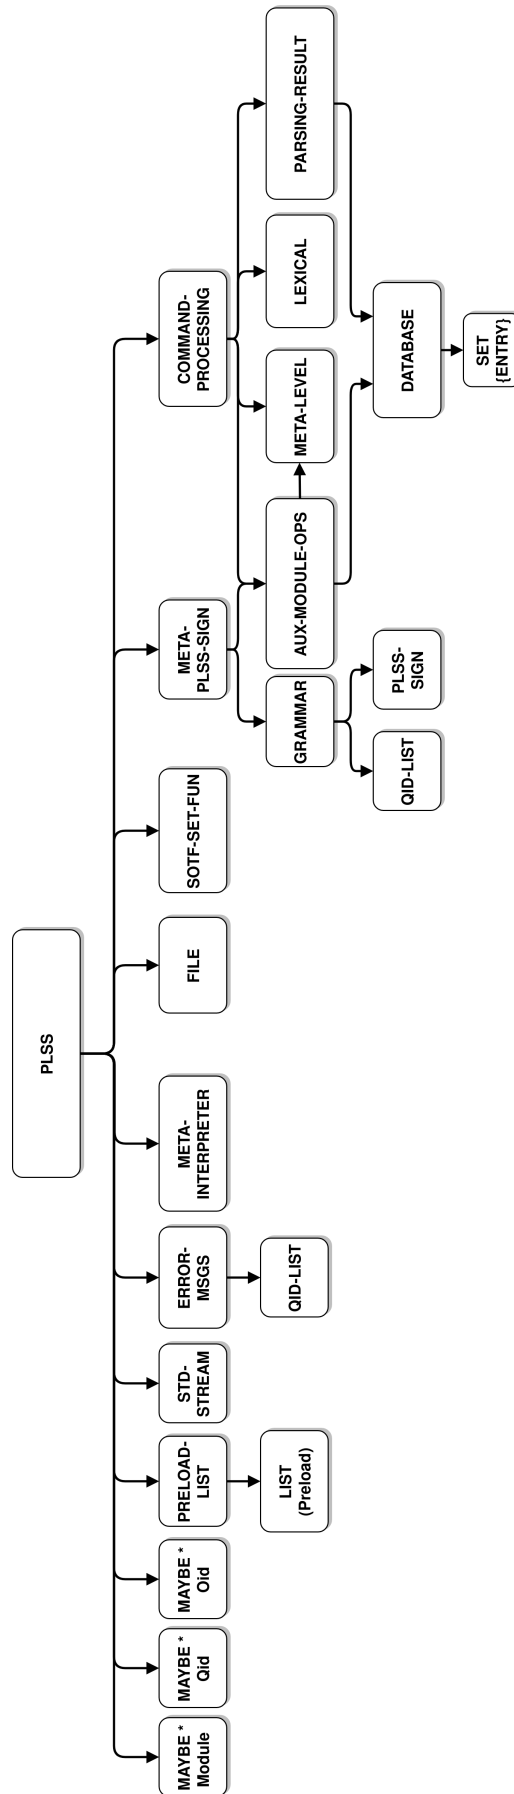 PLSS
MAYBE *
Module
MAYBE *
Qid
MAYBE *
Oid
PRELOAD-
LIST
STD-
STREAM
ERROR-
MSGS
META-
INTERPRETER
FILE
SOTF-SET-FUN
META-
PLSS-SIGN
COMMAND-
PROCESSING
LIST
(Preload)
QID-LIST
GRAMMAR
AUX-MODULE-OPS
META-LEVEL
LEXICAL
PARSING-RESULT
QID-LIST
PLSS-
SIGN
DATABASE
SET
{ENTRY}